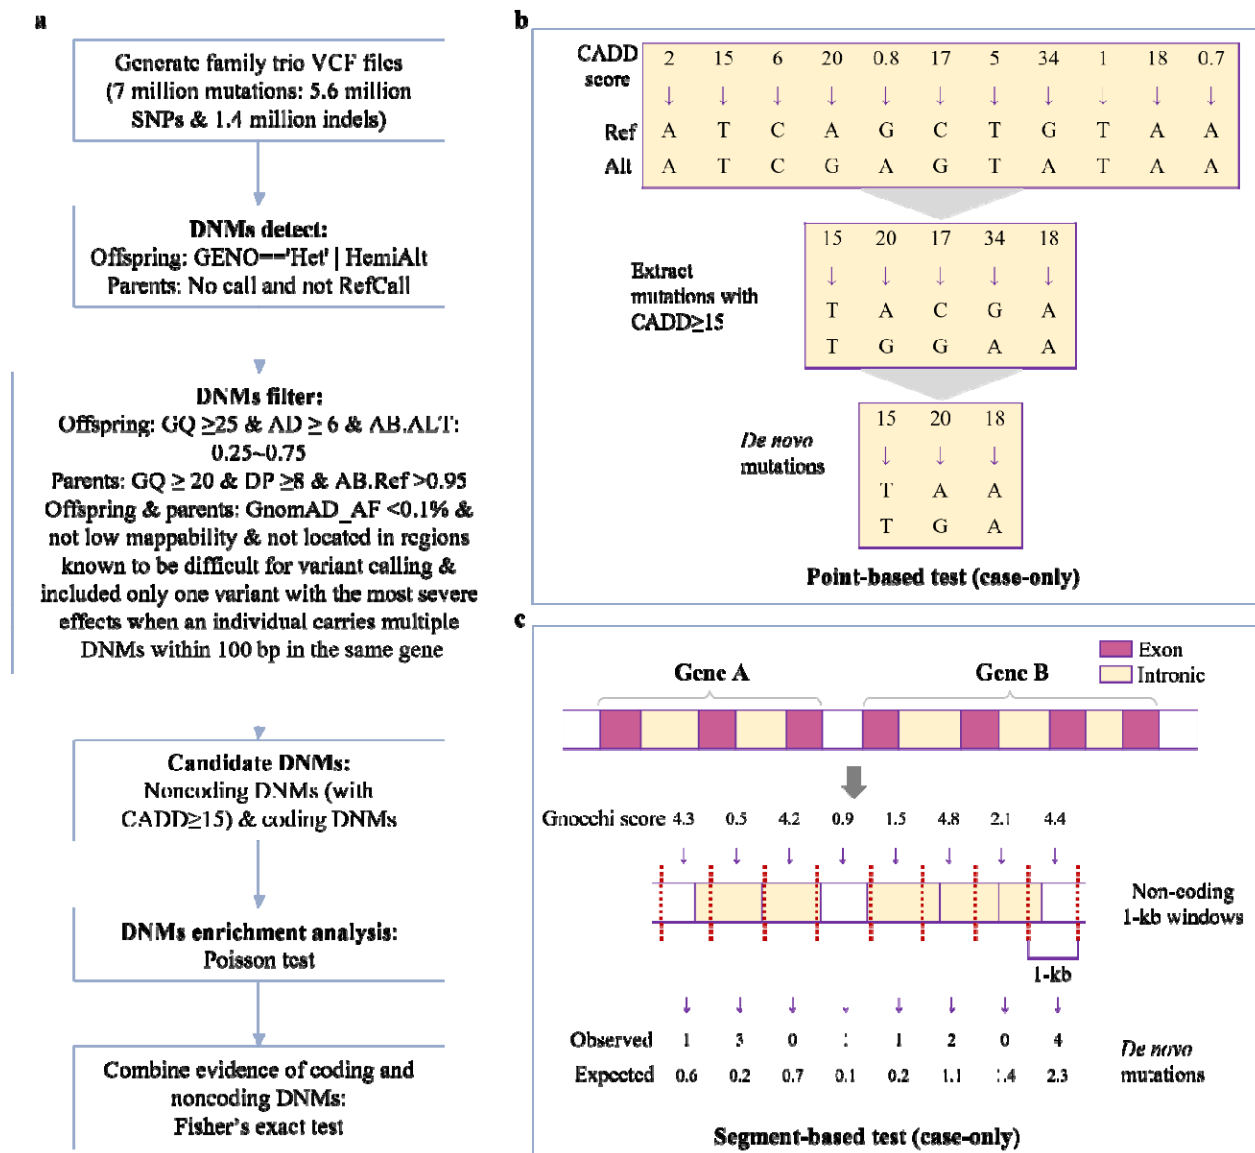 a
Generate family trio VCF files
(7 million mutations: 5.6 million
SNPs & 1.4 million indels)
DNMs detect:
Offspring: GENO=='Het' | HemiAlt
Parents: No call and not RefCall
DNMs filter:
Offspring: GQ ≥25 & AD ≥ 6 & AB.ALT:
0.25~0.75
Parents: GQ ≥ 20 & DP ≥8 & AB.Ref >0.95
Offspring & parents: GnomAD_AF <0.1% &
not low mappability & not located in regions
known to be difficult for variant calling &
included only one variant with the most severe
effects when an individual carries multiple
DNMs within 100 bp in the same gene
Candidate DNMs:
Noncoding DNMs (with
CADD≥15) & coding DNMs
DNMs enrichment analysis:
Poisson test
Combine evidence of coding and
noncoding DNMs:
Fisher's exact test
b
CADD score 2 15 6 20 0.8 17 5 34 1 18 0.7
Ref A T C A G C T G T A A
Alt A T C G A G T A T A A
Extract
mutations with
CADD≥15
15 20 17 34 18
T A C G A
T G G A A
De novo
mutations
15 20 18
T A A
T G A
Point-based test (case-only)
c
Exon
Intronic
Gene A Gene B
Gnocchi score 4.3 0.5 4.2 0.9 1.5 4.8 2.1 4.4
Non-coding
1-kb windows
1-kb
Observed 1 3 0 1 2 0 4
Expected 0.6 0.2 0.7 0.1 0.2 1.1 1.4 2.3
De novo
mutations
Segment-based test (case-only)